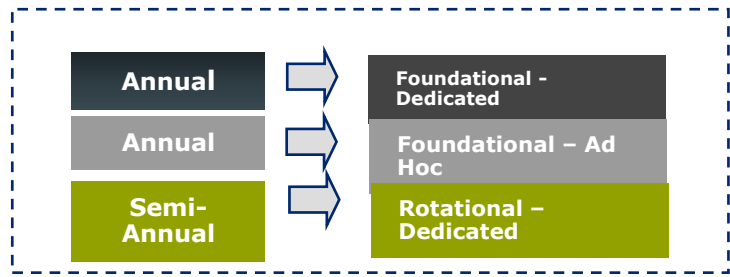 Annual
Foundational -
Dedicated
Annual
Foundational – Ad
Hoc
Semi-
Annual
Rotational –
Dedicated